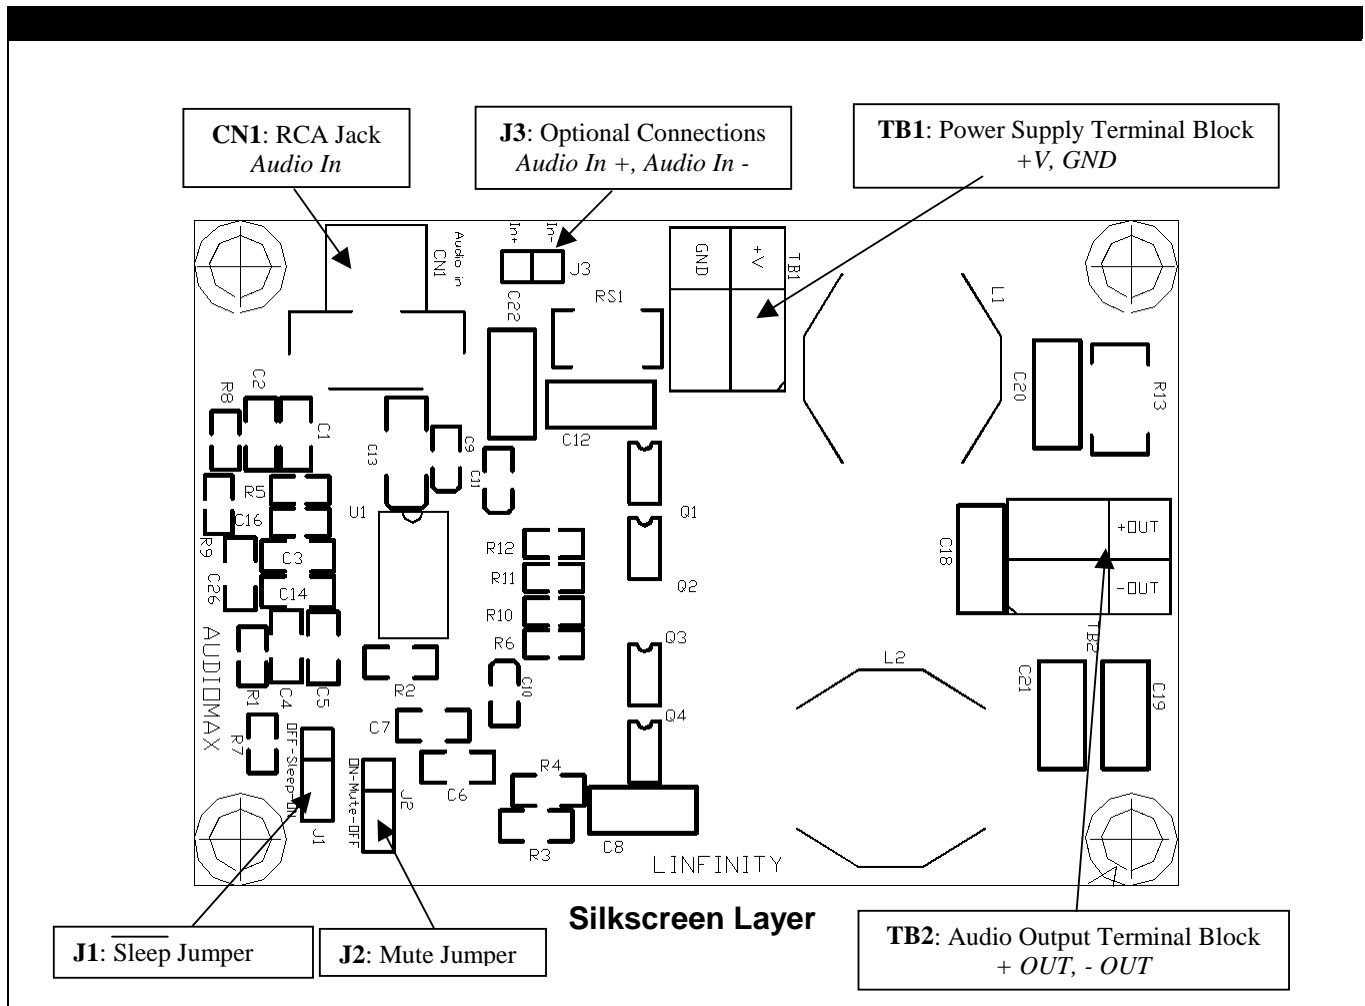 CN1: RCA Jack
Audio In
J3: Optional Connections
Audio In +, Audio In -
TB1: Power Supply Terminal Block
+V, GND
Audio in
CN1
In+
In-
J3
GND
+V
TB1
C22
RS1
L1
C20
R13
R8
C2
C1
C13
C9
C11
C12
R5
C16
U1
Q1
R9
C3
R12
C18
+OUT
C26
C14
R11
Q2
-OUT
R10
TB2
AUDIOMAX
R6
Q3
L2
R1
C4
C5
R2
C10
C21
C19
R7
OFF-Sleep-ON
C7
Q4
ON-Mute-OFF
J2
C6
R4
J1
R3
C8
LINFINITY
Silkscreen Layer
J1: Sleep Jumper
J2: Mute Jumper
TB2: Audio Output Terminal Block
+ OUT, - OUT